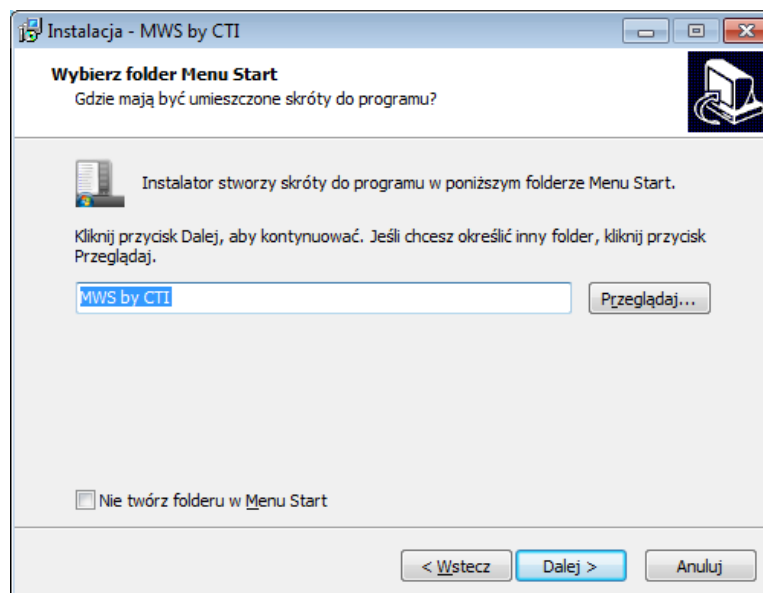 Instalacja - MWS by CTI
Wybierz folder Menu Start
Gdzie mają być umieszczone skróty do programu?
Instalator stworzy skróty do programu w poniższym folderze Menu Start.
Kliknij przycisk Dalej, aby kontynuować. Jeśli chcesz określić inny folder, kliknij przycisk
Przeglądaj.
MWS by CTI
Przeglądaj...
Nie twórz folderu w Menu Start
< Wstecz
Dalej >
Anuluj